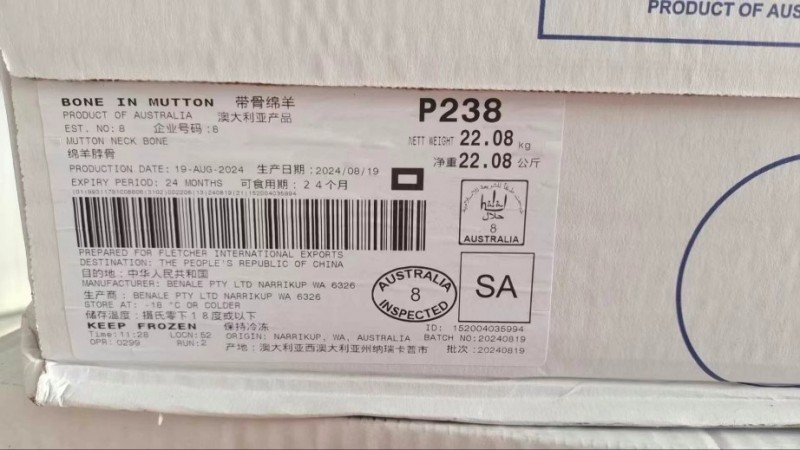 PRODUCT OF AUS
BONE IN MUTTON 带骨绵羊
PRODUCT OF AUSTRALIA 澳大利亚产品
EST. NO: 8 企业号码: 8
MUTTON NECK BONE
绵羊脖骨
P238
NETT WEIGHT 22.08 kg
净重 22.08 公斤
PRODUCTION DATE: 19-AUG-2024 生产日期: 2024/08/19
EXPIRY PERIOD: 24 MONTHS 可食用期: 24个月
حلال
8
AUSTRALIA
PREPARED FOR FLETCHER INTERNATIONAL EXPORTS
DESTINATION: THE PEOPLE'S REPUBLIC OF CHINA
目的地: 中华人民共和国
MANUFACTURER: BENALE PTY LTD NARRIKUP WA 6326
生产商: BENALE PTY LTD NARRIKUP WA 6326
STORE AT: -18 °C OR COLDER
储存温度: 摄氏零下18度或以下
KEEP FROZEN 保持冷冻
AUSTRALIA
8
INSPECTED
SA
ID: 152004035994
Time: 11:26 LOCN: 52 ORIGIN: NARRIKUP, WA, AUSTRALIA BATCH NO: 20240819
OPR: 0299 RUN: 2 产地: 澳大利亚西澳大利亚州纳瑞卡普市 批次: 20240819